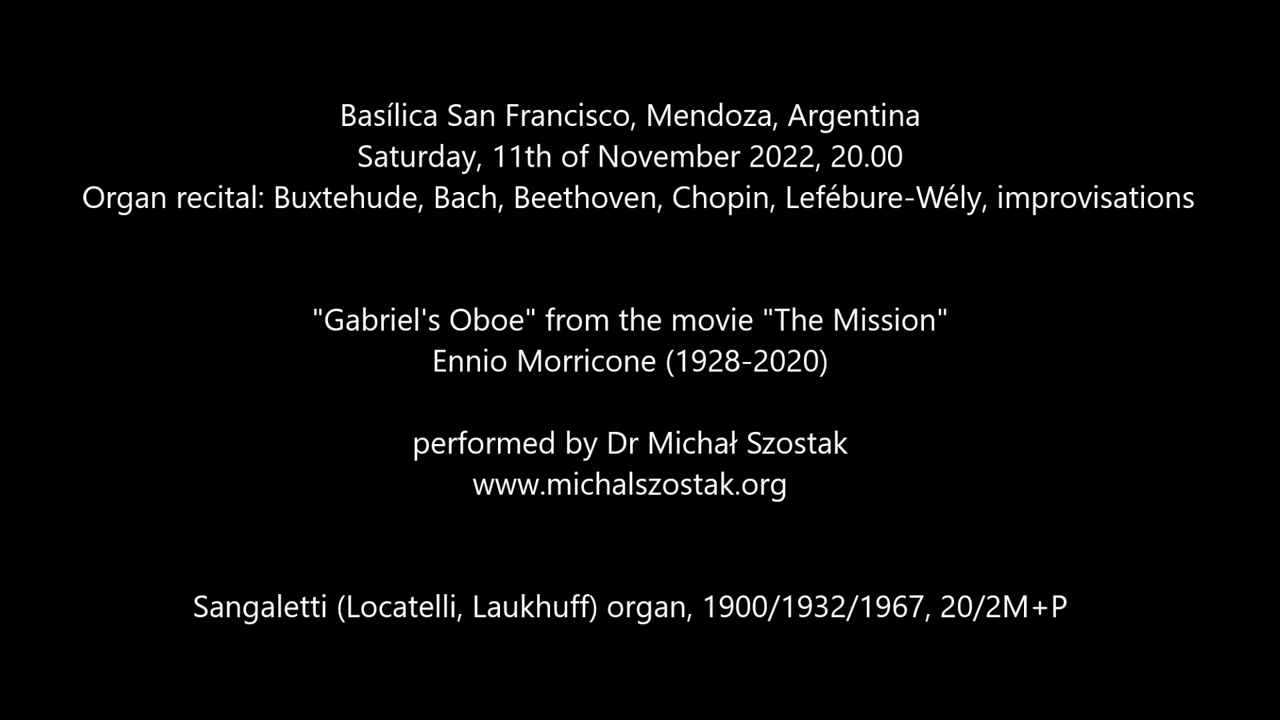 Basílica San Francisco, Mendoza, Argentina
Saturday, 11th of November 2022, 20.00
Organ recital: Buxtehude, Bach, Beethoven, Chopin, Lefébure-Wély, improvisations
"Gabriel's Oboe" from the movie "The Mission"
Ennio Morricone (1928-2020)
performed by Dr Michał Szostak
www.michalszostak.org
Sangaletti (Locatelli, Laukhuff) organ, 1900/1932/1967, 20/2M+P